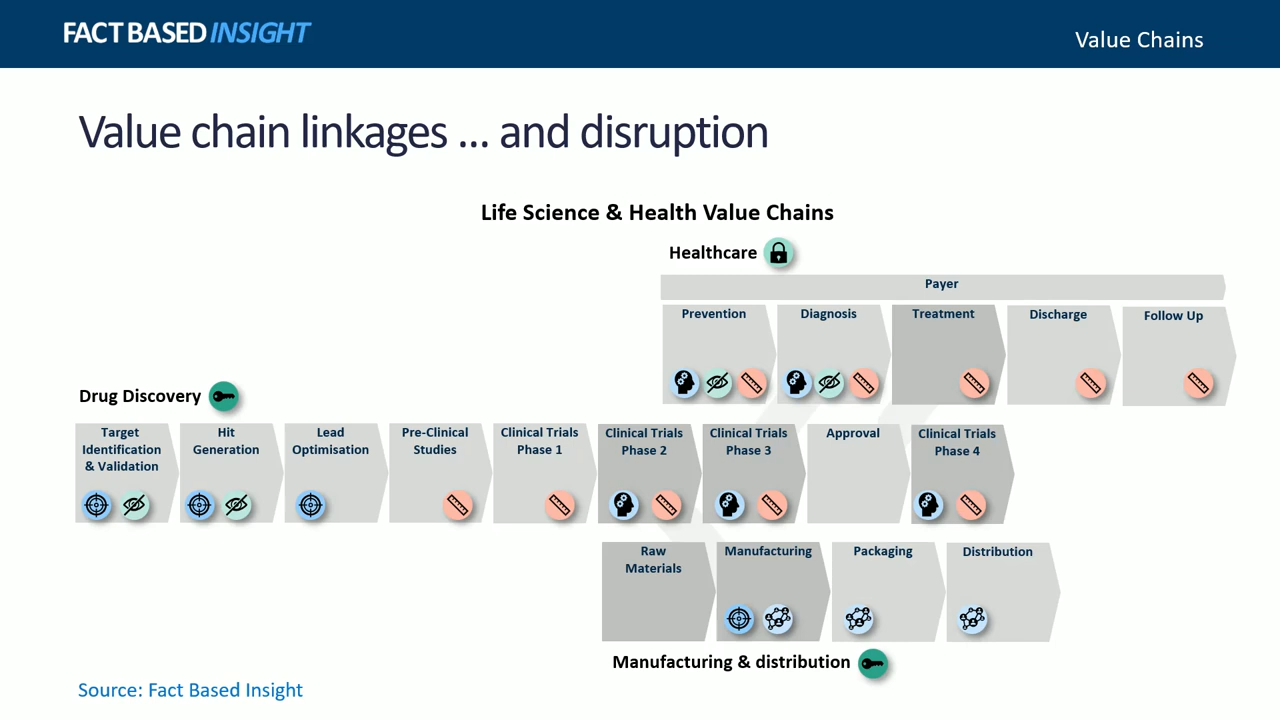 FACT BASED INSIGHT
Value Chains
Value chain linkages ... and disruption
Life Science & Health Value Chains
Healthcare
Payer
Prevention
Diagnosis
Treatment
Discharge
Follow Up
Drug Discovery
Target
Identification
& Validation
Hit
Generation
Lead
Optimisation
Pre-Clinical
Studies
Clinical Trials
Phase 1
Clinical Trials
Phase 2
Clinical Trials
Phase 3
Approval
Clinical Trials
Phase 4
Raw
Materials
Manufacturing
Packaging
Distribution
Manufacturing & distribution
Source: Fact Based Insight